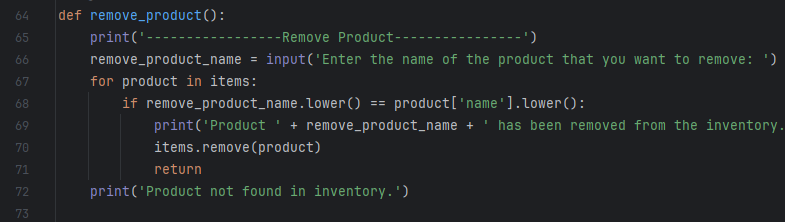 64 def remove_product():
65     print('-----------------Remove Product----------------')
66     remove_product_name = input('Enter the name of the product that you want to remove: ')
67     for product in items:
68         if remove_product_name.lower() == product['name'].lower():
69             print('Product ' + remove_product_name + ' has been removed from the inventory.
70             items.remove(product)
71             return
72     print('Product not found in inventory.')
73